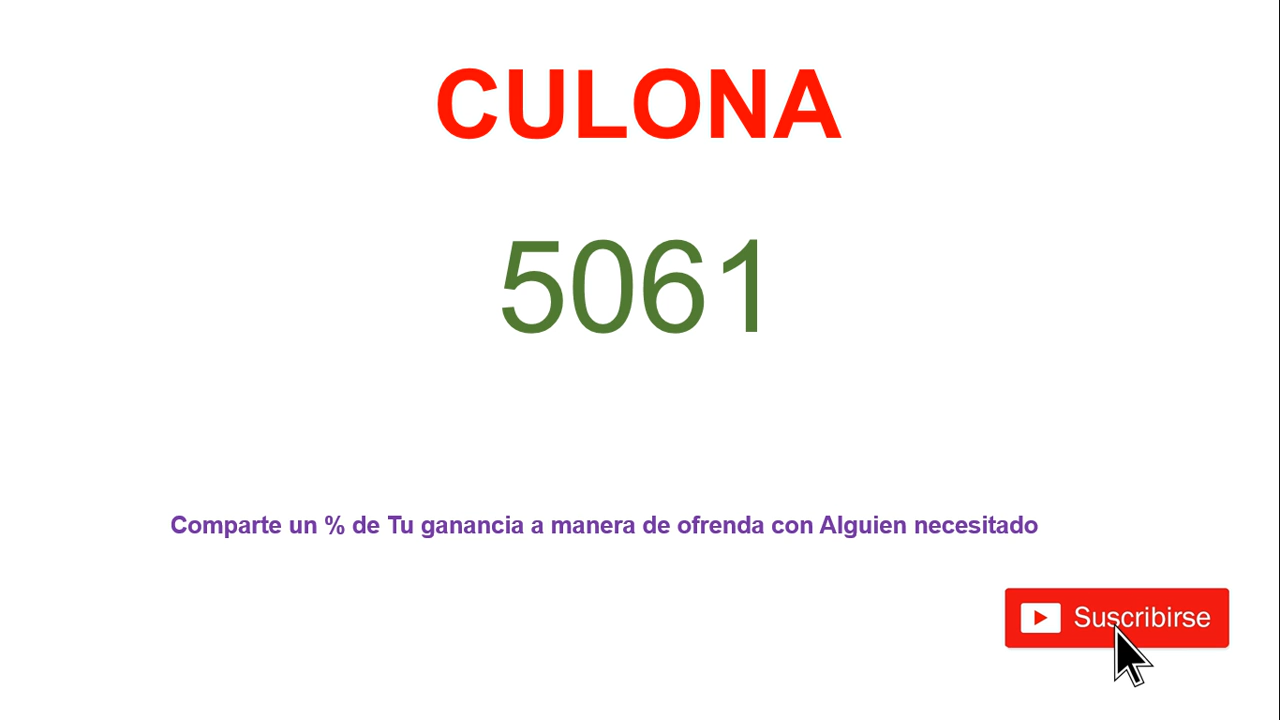 CULONA
5061
Comparte un % de Tu ganancia a manera de ofrenda con Alguien necesitado
Suscribirse